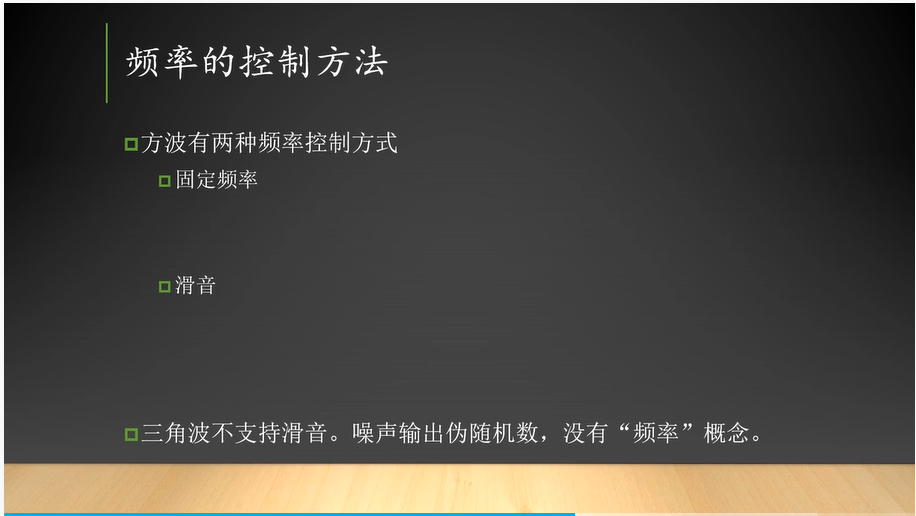 频率的控制方法
方波有两种频率控制方式
固定频率
滑音
三角波不支持滑音。噪声输出伪随机数，没有“频率”概念。